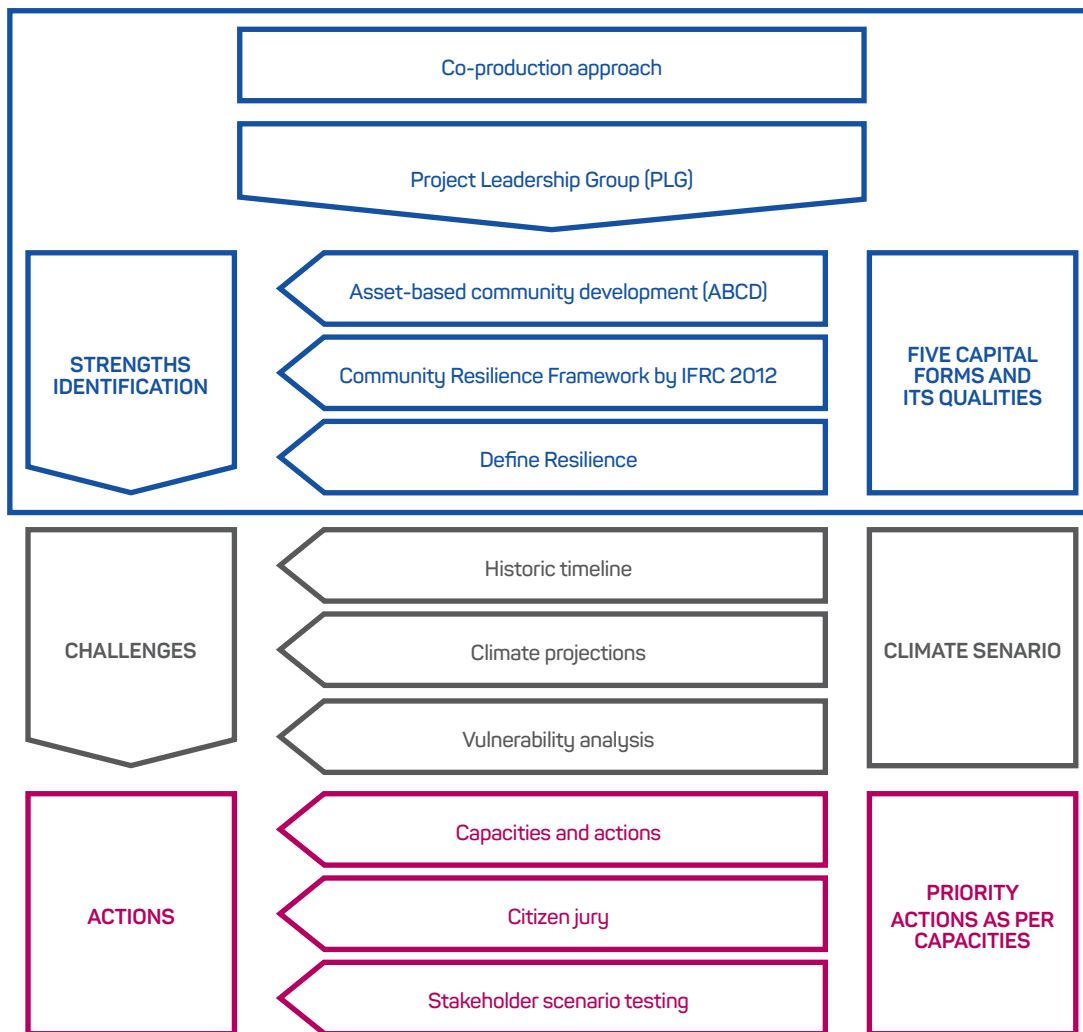 Co-production approach
Project Leadership Group (PLG)
STRENGTHS
IDENTIFICATION
Asset-based community development (ABCD)
Community Resilience Framework by IFRC 2012
Define Resilience
FIVE CAPITAL
FORMS AND
ITS QUALITIES
CHALLENGES
Historic timeline
Climate projections
Vulnerability analysis
CLIMATE SENARIO
ACTIONS
Capacities and actions
Citizen jury
Stakeholder scenario testing
PRIORITY
ACTIONS AS PER
CAPACITIES